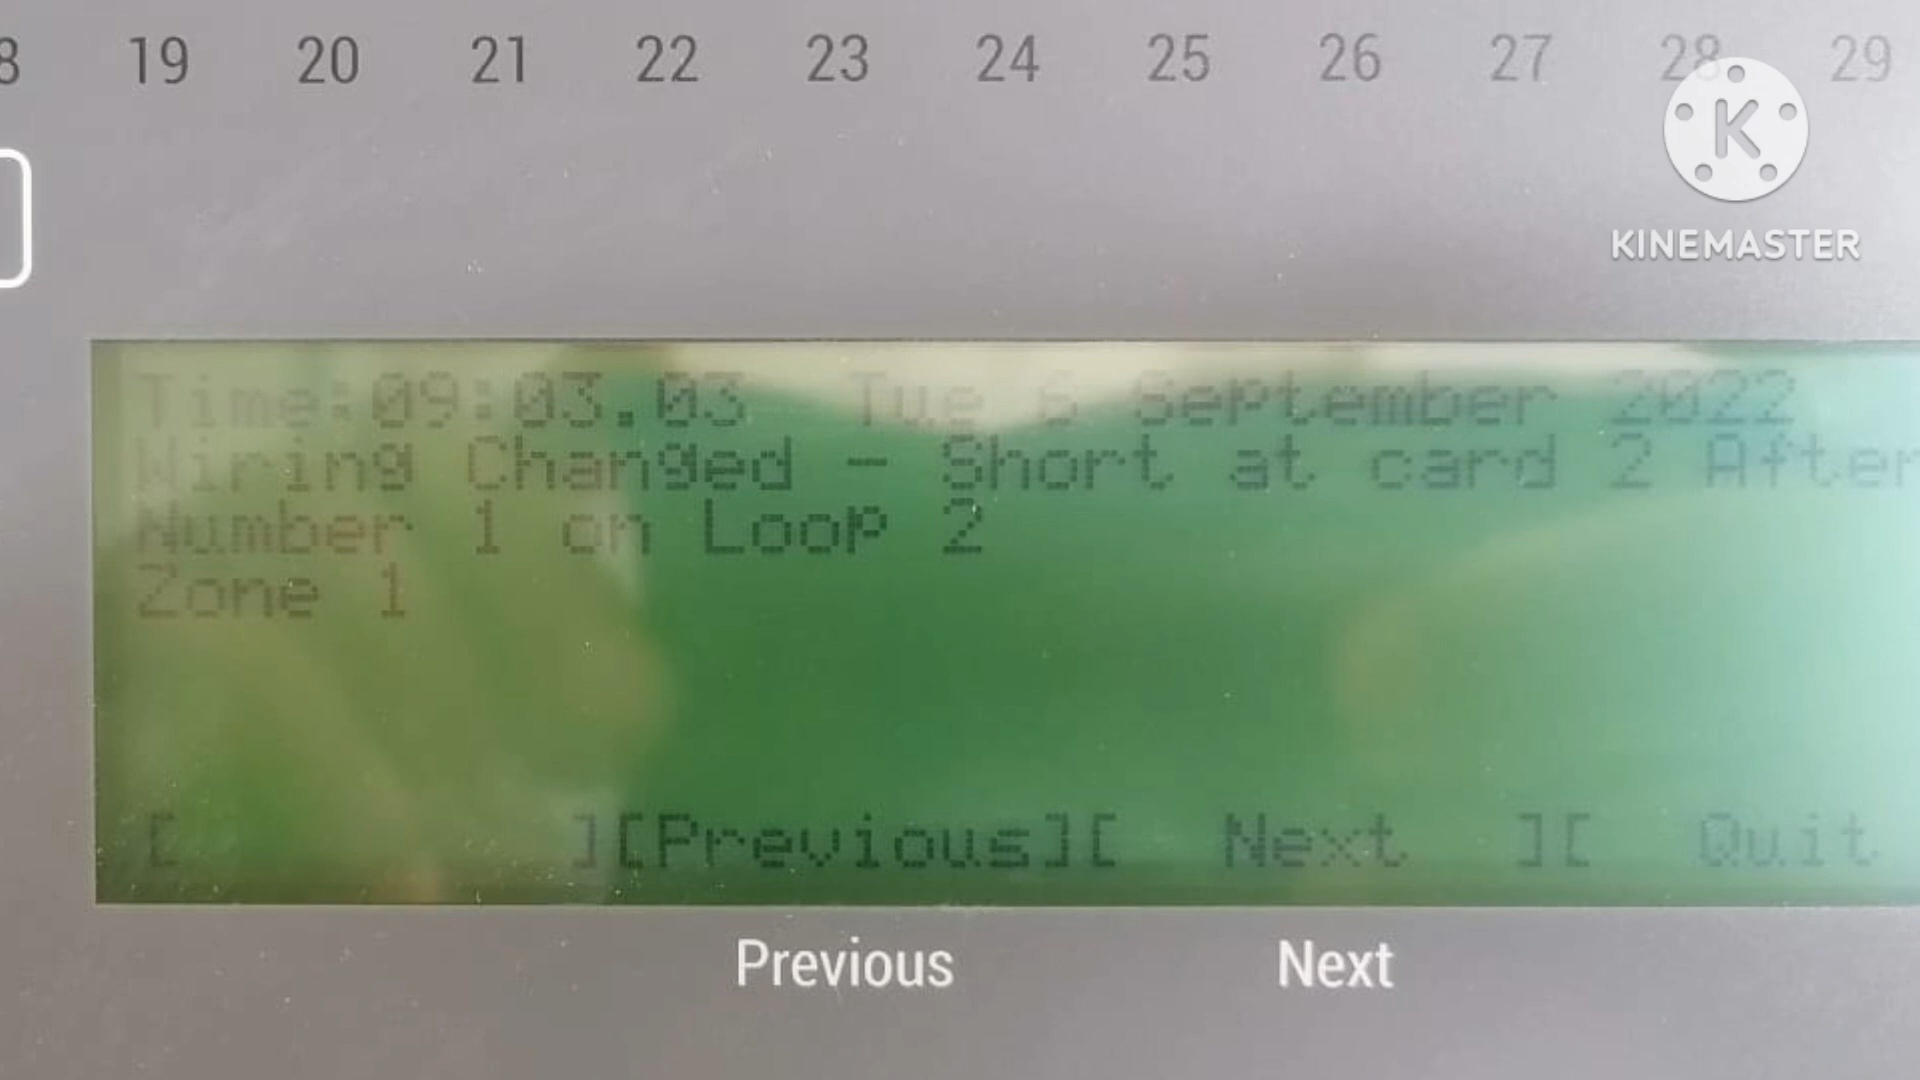 19 20 21 22 23 24 25 26 27 28 29
KINEMASTER
Time:09:03.03 Tue 6 September 2022
Wiring Changed - Short at card 2 After
Number 1 on Loop 2
Zone 1
[ ][Previous][ Next ][ Quit
Previous Next